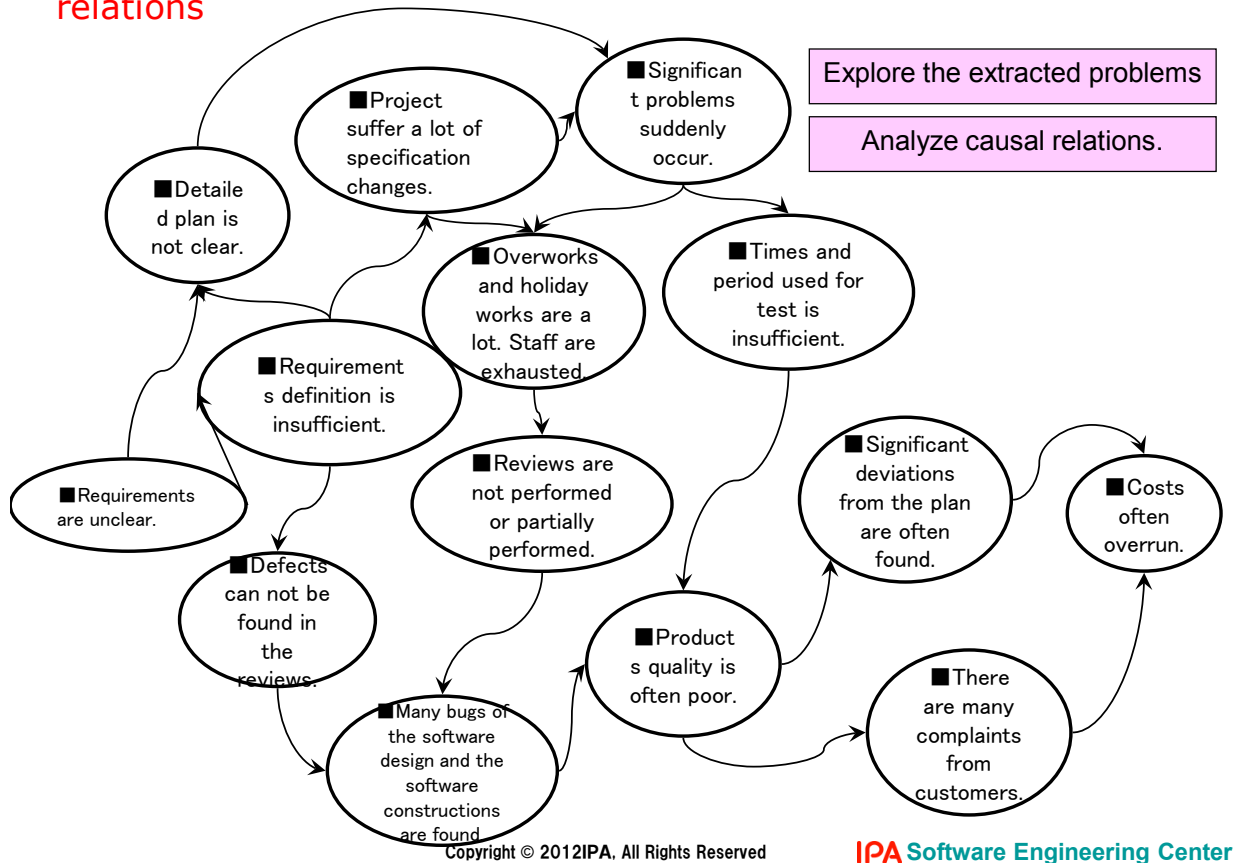 relations
Explore the extracted problems
Analyze causal relations.
■Significan
t problems
suddenly
occur.
■Project
suffer a lot of
specification
changes.
■Detaile
d plan is
not clear.
■Overworks
and holiday
works are a
lot. Staff are
exhausted.
■Times and
period used for
test is
insufficient.
■Requirement
s definition is
insufficient.
■Requirements
are unclear.
■Reviews are
not performed
or partially
performed.
■Significant
deviations
from the plan
are often
found.
■Costs
often
overrun.
■Defects
can not be
found in
the
reviews.
■Product
s quality is
often poor.
■There
are many
complaints
from
customers.
■Many bugs of
the software
design and the
software
constructions
are found
Copyright © 2012IPA, All Rights Reserved
IPA Software Engineering Center